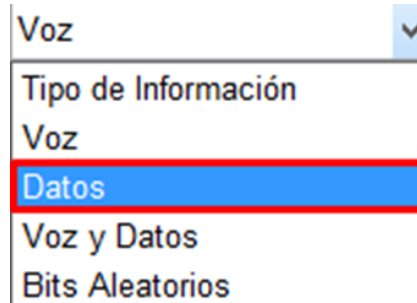 Voz
Tipo de Información
Voz
Datos
Voz y Datos
Bits Aleatorios